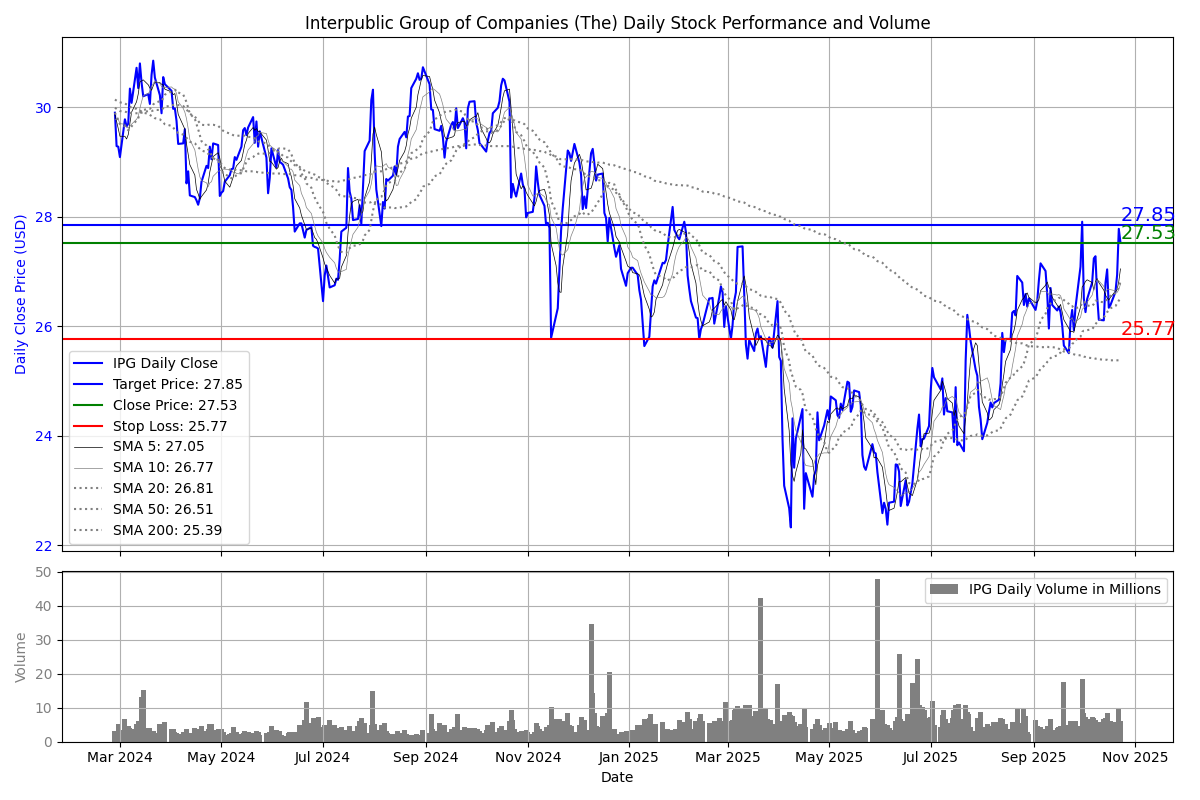 Interpublic Group of Companies (The) Daily Stock Performance and Volume
Daily Close Price (USD)
30
28
26
24
22
27.85
27.53
25.77
IPG Daily Close
Target Price: 27.85
Close Price: 27.53
Stop Loss: 25.77
SMA 5: 27.05
SMA 10: 26.77
SMA 20: 26.81
SMA 50: 26.51
SMA 200: 25.39
Volume
50
40
30
20
10
0
IPG Daily Volume in Millions
Mar 2024 May 2024 Jul 2024 Sep 2024 Nov 2024 Jan 2025 Mar 2025 May 2025 Jul 2025 Sep 2025 Nov 2025
Date